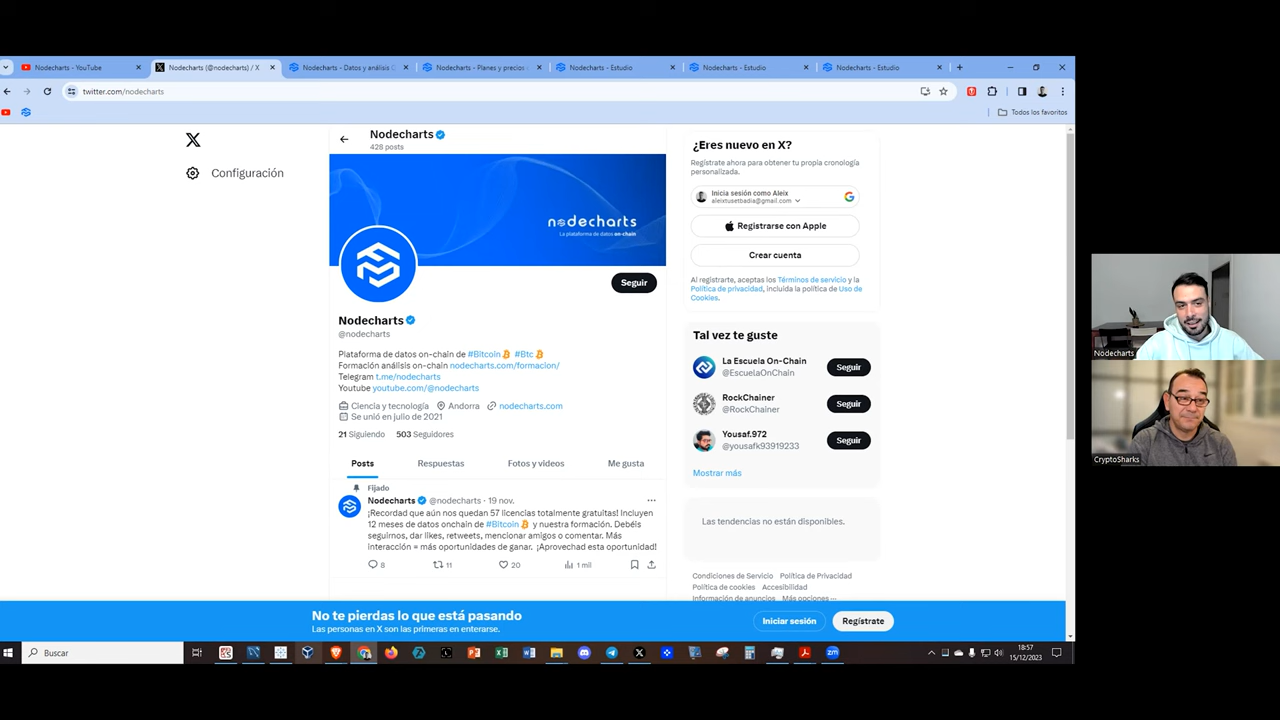 Nodecharts - YouTube
Nodecharts (@nodecharts) / X
Nodecharts - Datos y análisis
Nodecharts - Planes y precios
Nodecharts - Estudio
Nodecharts - Estudio
Nodecharts - Estudio
twitter.com/nodecharts
Todos los favoritos
Configuración
Nodecharts
428 posts
nodecharts
La plataforma de datos on-chain
Seguir
Nodecharts
@nodecharts
Plataforma de datos on-chain de #Bitcoin #Btc
Formación análisis on-chain nodecharts.com/formacion/
Telegram t.me/nodecharts
Youtube youtube.com/@nodecharts
Ciencia y tecnología Andorra nodecharts.com
Se unió en julio de 2021
21 Siguiendo 503 Seguidores
Posts Respuestas Fotos y videos Me gusta
Fijado
Nodecharts @nodecharts · 19 nov.
¡Recordad que aún nos quedan 57 licencias totalmente gratuitas! Incluyen
12 meses de datos onchain de #Bitcoin y nuestra formación. Debéis
seguirnos, dar likes, retweets, mencionar amigos o comentar. Más
interacción = más oportunidades de ganar. ¡Aprovechad esta oportunidad!
8 11 20 1 mil
¿Eres nuevo en X?
Regístrate ahora para obtener tu propia cronología
personalizada.
Inicia sesión como Aleix
aleixtusetbadia@gmail.com
Registrarse con Apple
Crear cuenta
Al registrarte, aceptas los Términos de servicio y la
Política de privacidad, incluida la política de Uso de
Cookies.
Tal vez te guste
La Escuela On-Chain
@EscuelaOnChain
Seguir
RockChainer
@RockChainer
Seguir
Yousaf.972
@yousafk93919233
Seguir
Mostrar más
Las tendencias no están disponibles.
Condiciones de Servicio Política de Privacidad
Política de cookies Accesibilidad
Información de anuncios Más opciones ···
No te pierdas lo que está pasando
Las personas en X son las primeras en enterarse.
Iniciar sesión
Regístrate
Buscar
18:57
15/12/2023
Nodecharts
CryptoSharks